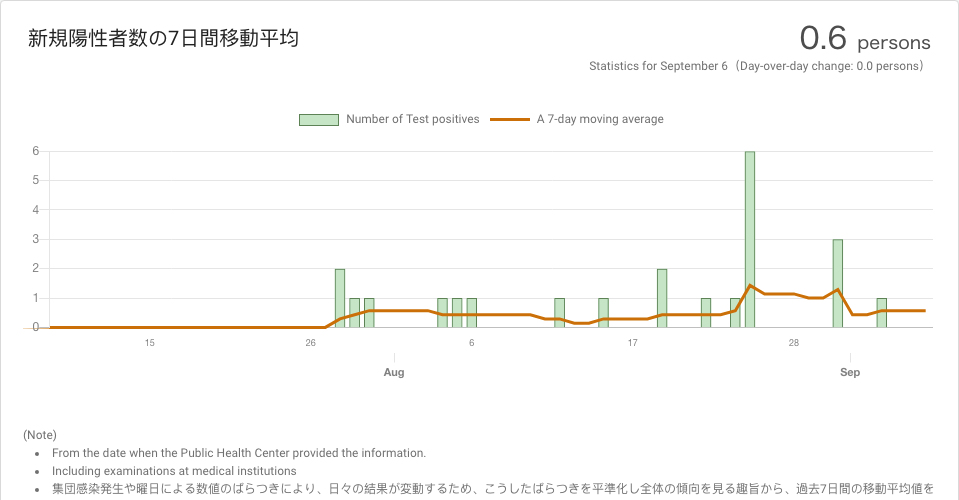 新規陽性者数の7日間移動平均
0.6 persons
Statistics for September 6（Day-over-day change: 0.0 persons）
Number of Test positives A 7-day moving average
6
5
4
3
2
1
0
15 26 6 17 28
Aug Sep
(Note)
From the date when the Public Health Center provided the information.
Including examinations at medical institutions
集団感染発生や曜日による数値のばらつきにより、日々の結果が変動するため、こうしたばらつきを平準化し全体の傾向を見る趣旨から、過去7日間の移動平均値を